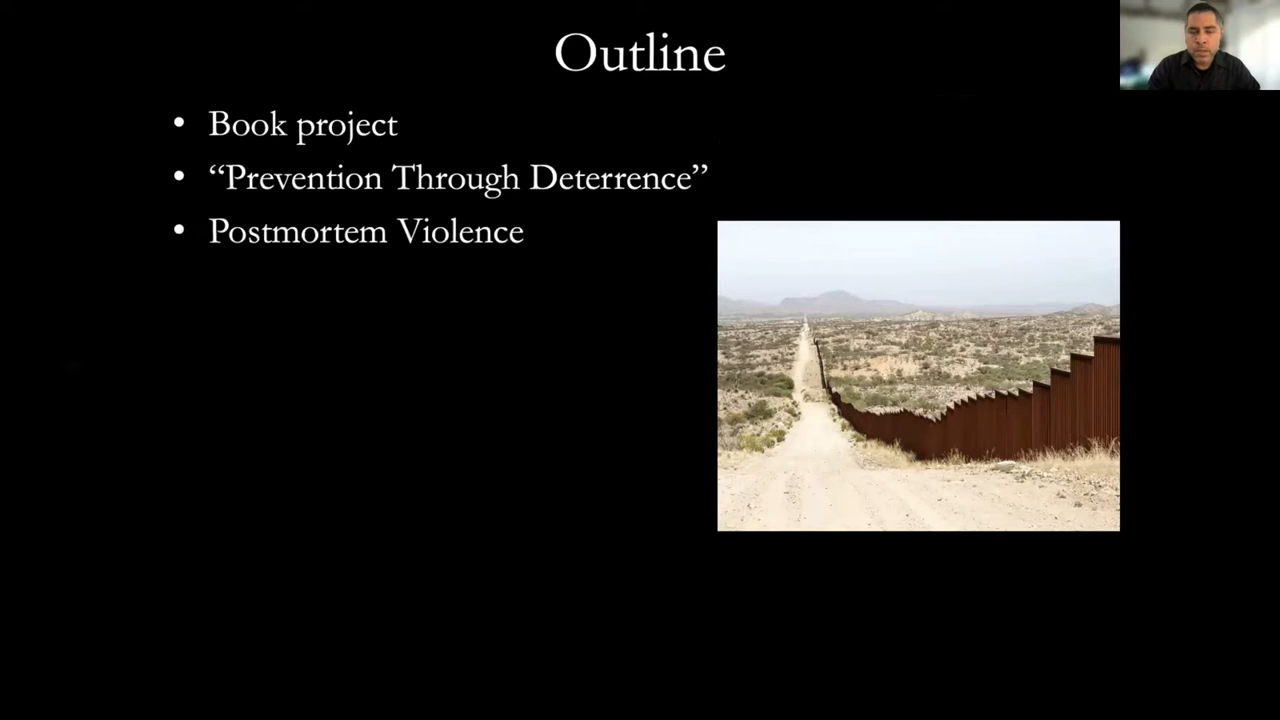 Outline
• Book project
• “Prevention Through Deterrence”
• Postmortem Violence